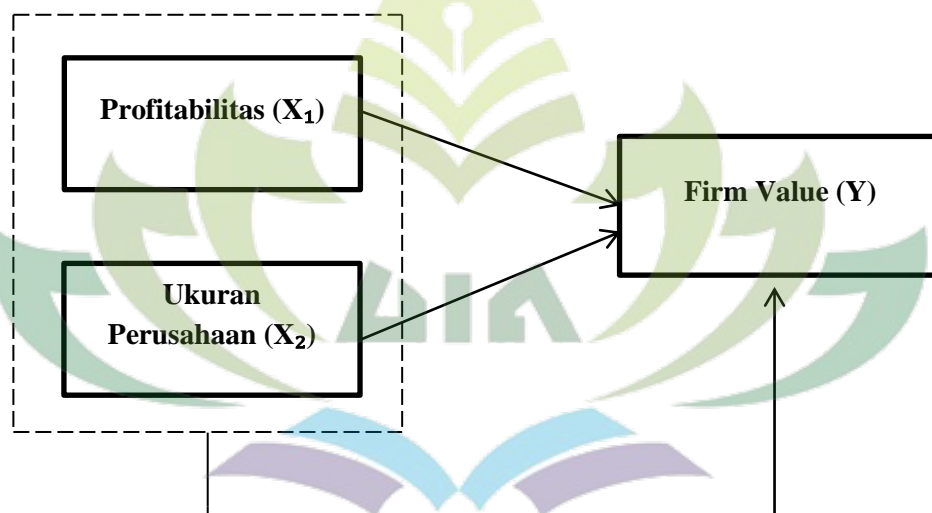 Profitabilitas (X₁)
Firm Value (Y)
Ukuran
Perusahaan (X₂)